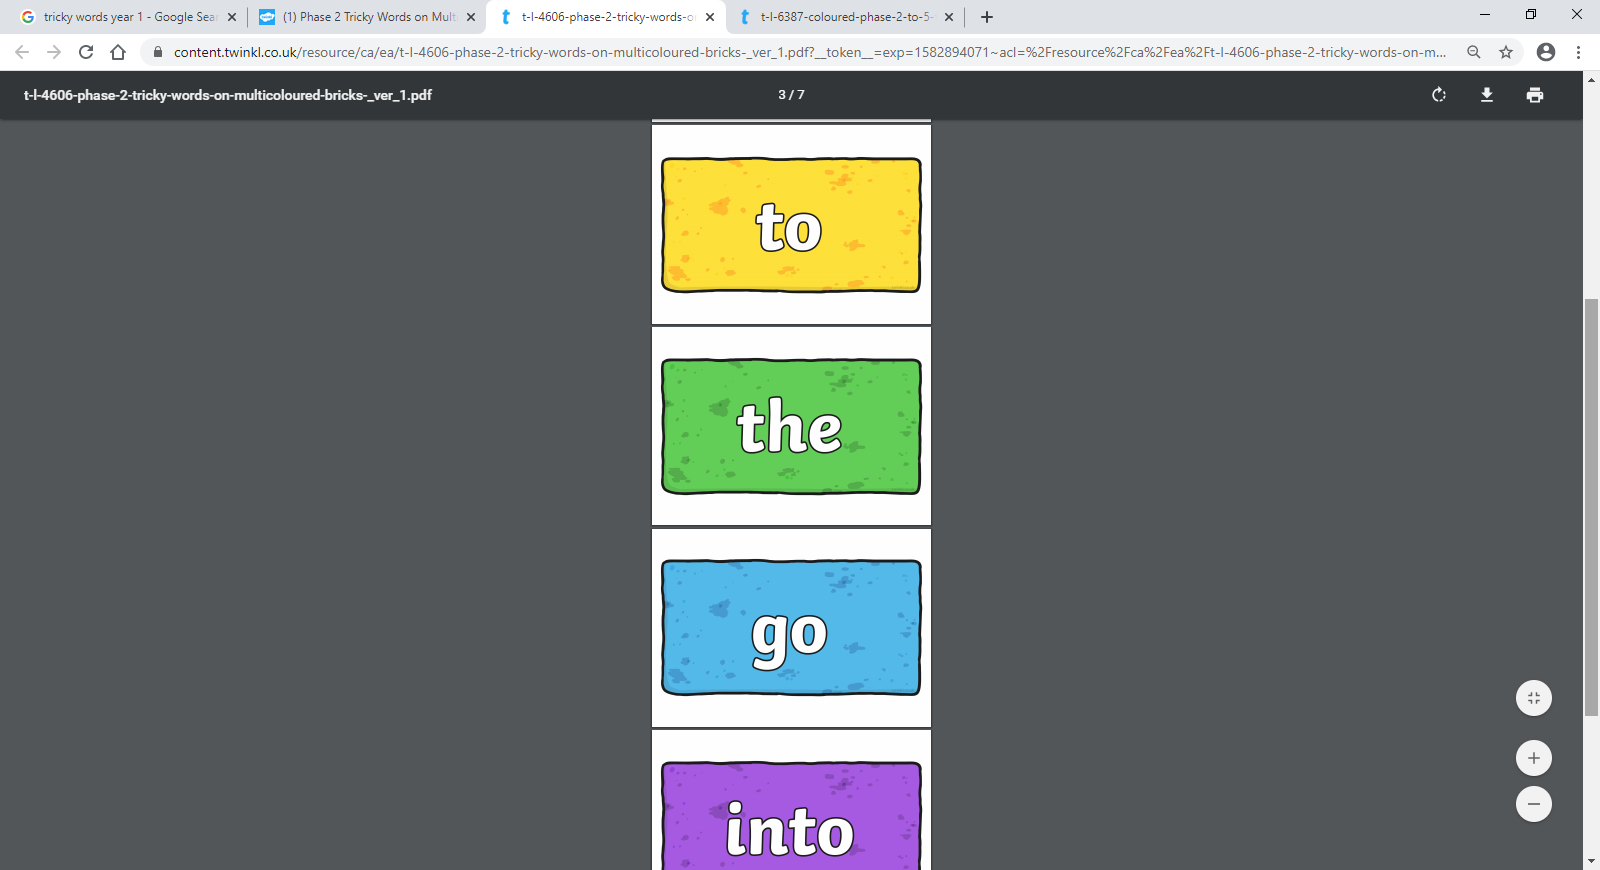 tricky words year 1 - Google Sear
(1) Phase 2 Tricky Words on Multi
t-l-4606-phase-2-tricky-words-o
t-l-6387-coloured-phase-2-to-5-
content.twinkl.co.uk/resource/ca/ea/t-l-4606-phase-2-tricky-words-on-multicoloured-bricks-_ver_1.pdf?__token__=exp=1582894071~acl=%2Fresource%2Fca%2Fea%2Ft-l-4606-phase-2-tricky-words-on-m...
t-l-4606-phase-2-tricky-words-on-multicoloured-bricks-_ver_1.pdf
3 / 7
to
the
go
into